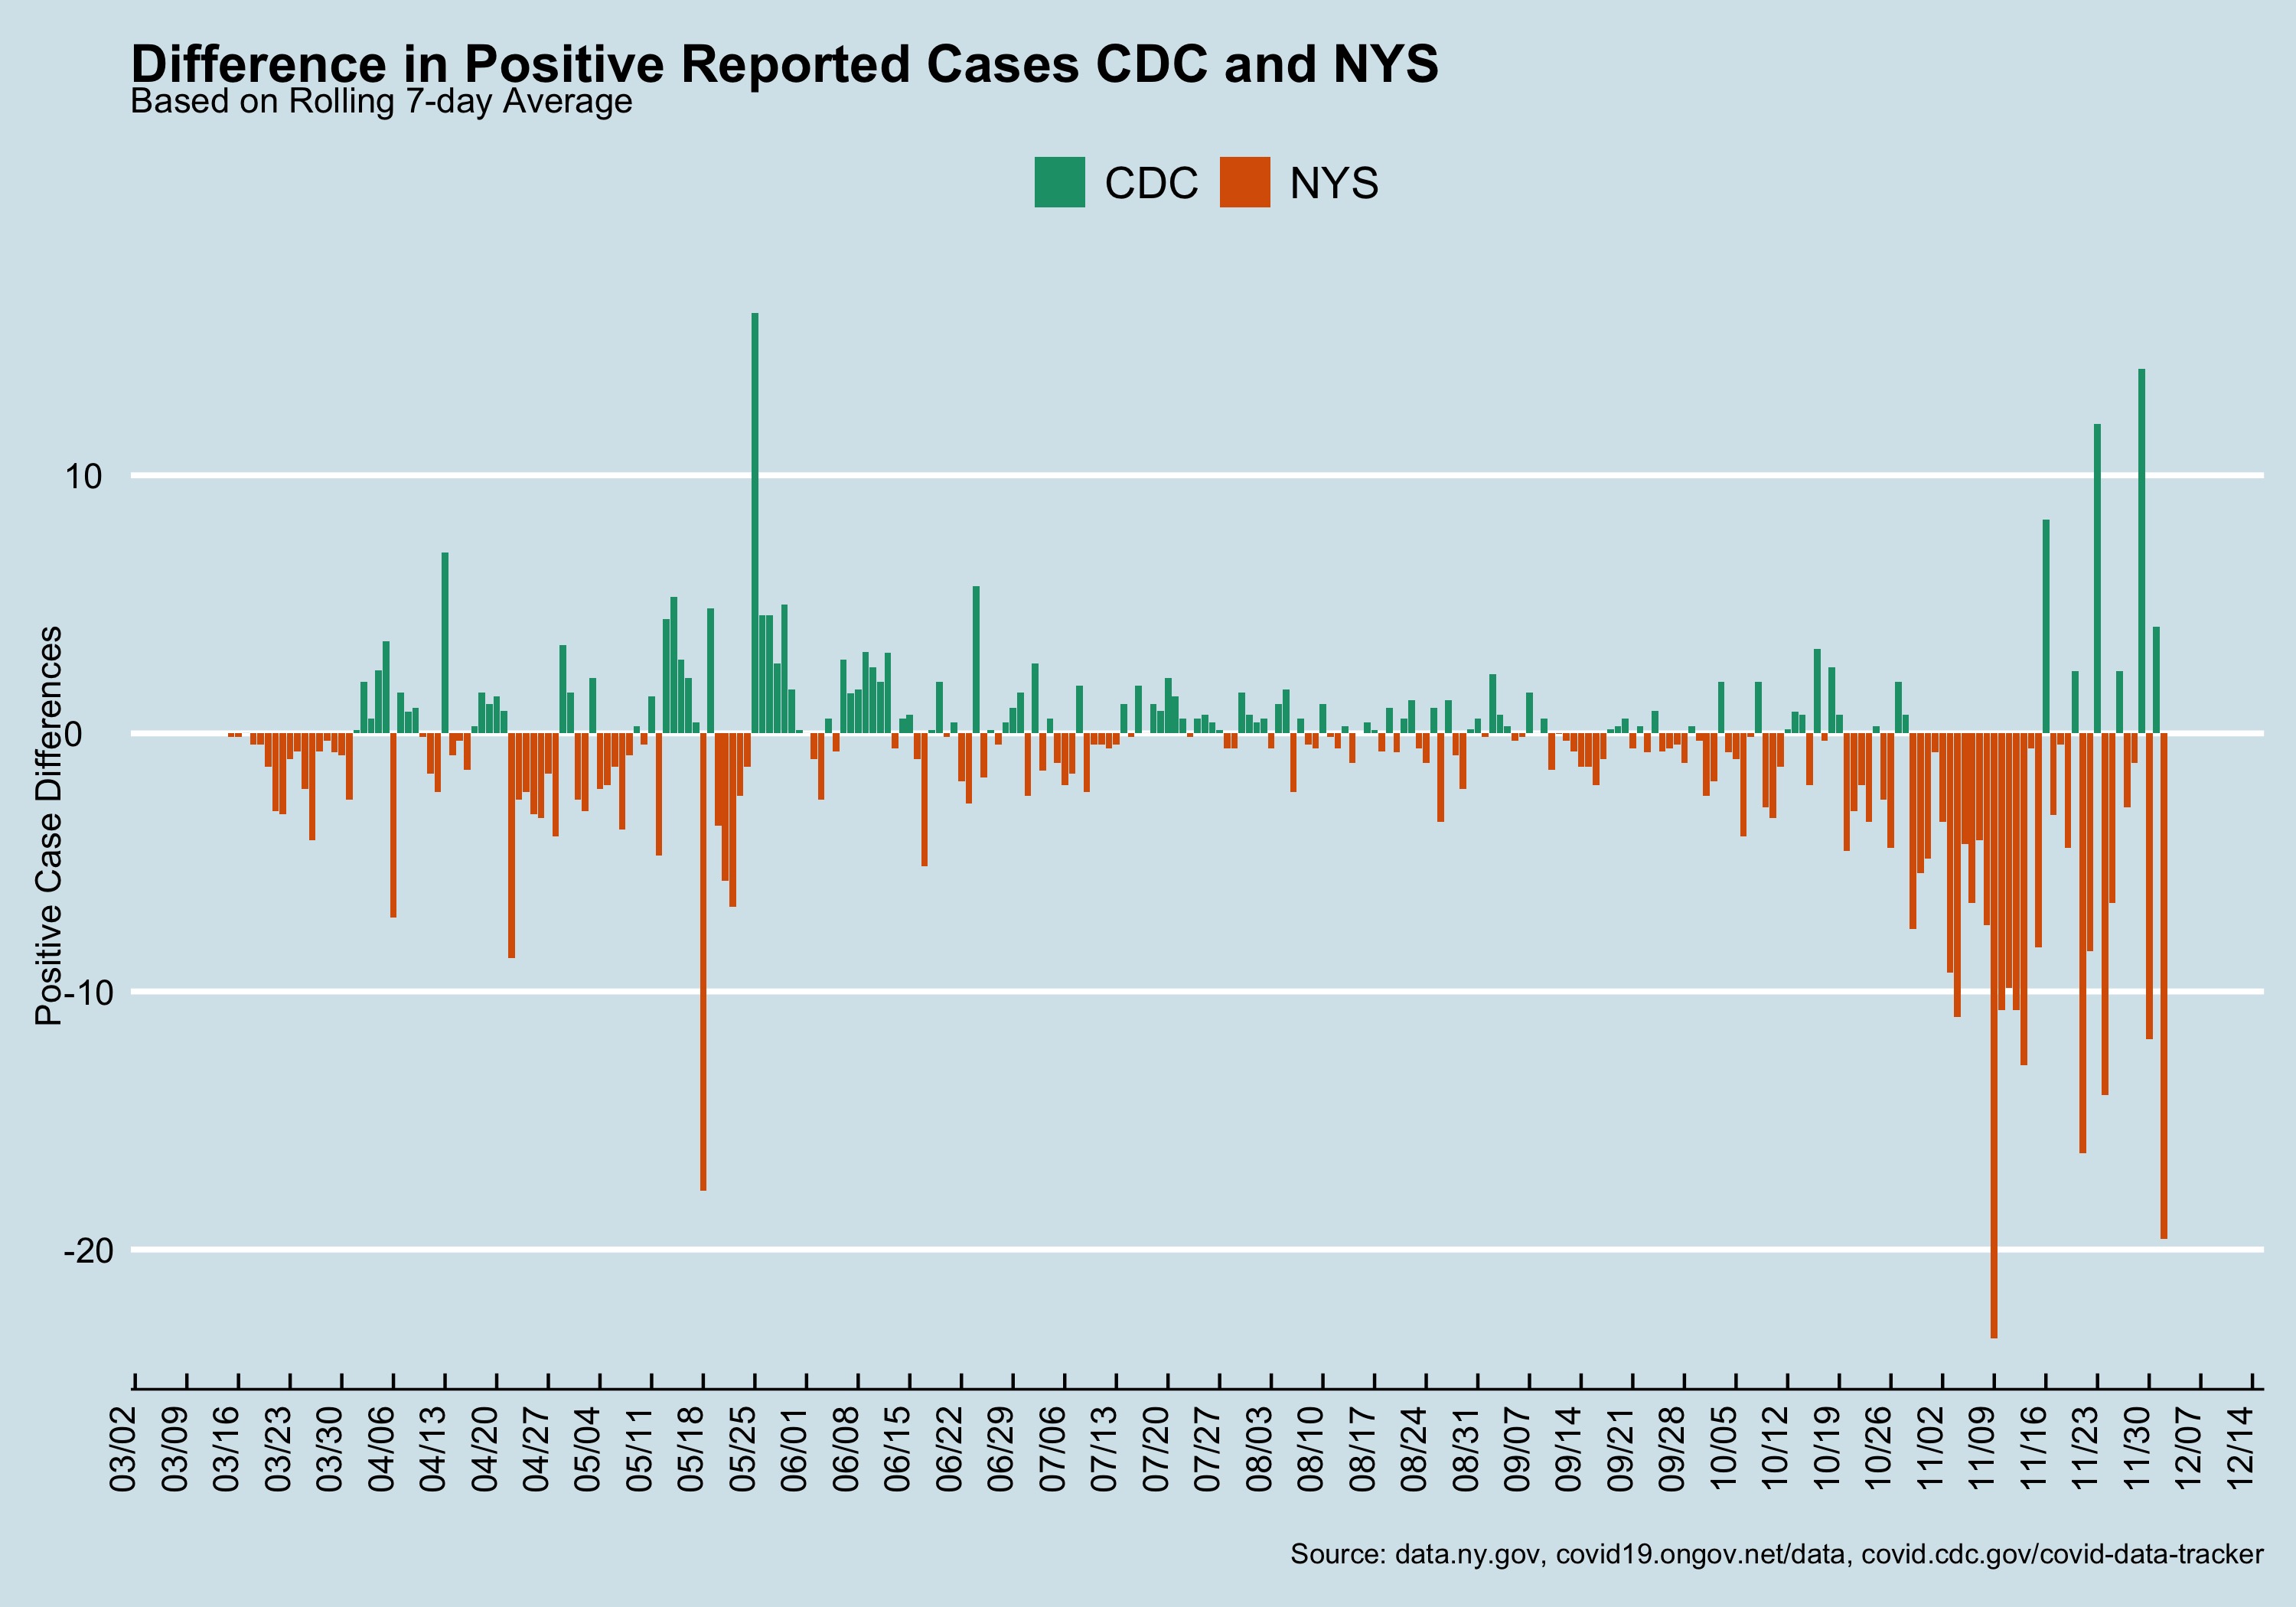 Difference in Positive Reported Cases CDC and NYS
Based on Rolling 7-day Average
CDC NYS
Positive Case Differences
10
0
-10
-20
03/02 03/09 03/16 03/23 03/30 04/06 04/13 04/20 04/27 05/04 05/11 05/18 05/25 06/01 06/08 06/15 06/22 06/29 07/06 07/13 07/20 07/27 08/03 08/10 08/17 08/24 08/31 09/07 09/14 09/21 09/28 10/05 10/12 10/19 10/26 11/02 11/09 11/16 11/23 11/30 12/07 12/14
Source: data.ny.gov, covid19.ongov.net/data, covid.cdc.gov/covid-data-tracker